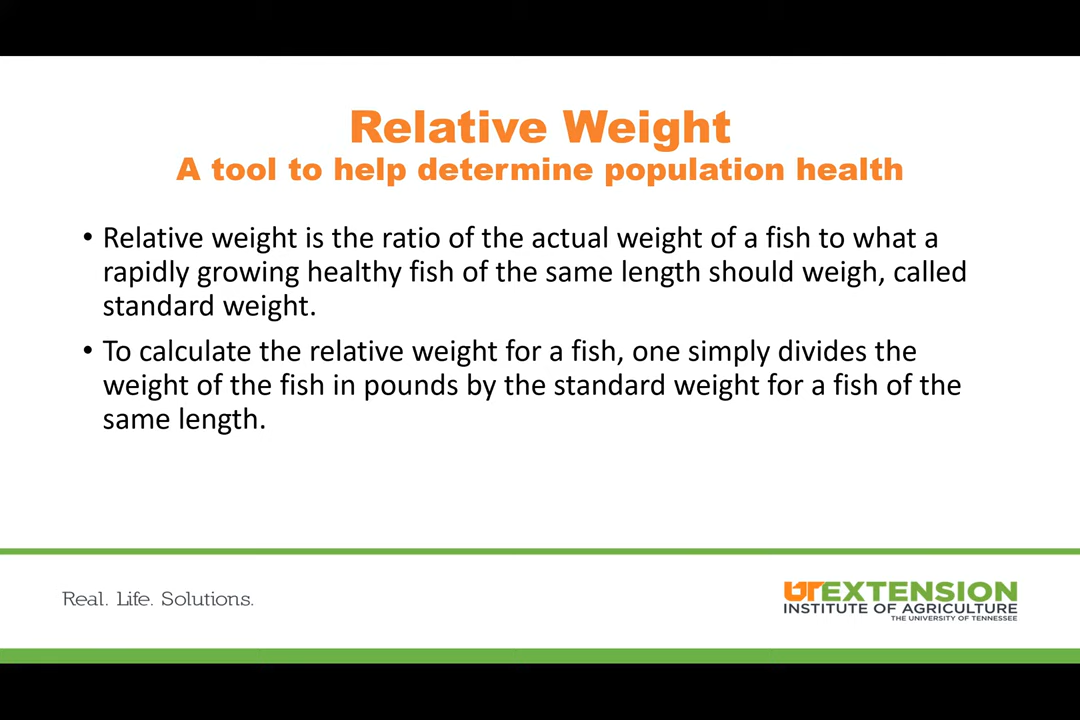 Relative Weight
A tool to help determine population health
• Relative weight is the ratio of the actual weight of a fish to what a
rapidly growing healthy fish of the same length should weigh, called
standard weight.
• To calculate the relative weight for a fish, one simply divides the
weight of the fish in pounds by the standard weight for a fish of the
same length.
Real. Life. Solutions.
UT EXTENSION
INSTITUTE OF AGRICULTURE
THE UNIVERSITY OF TENNESSEE